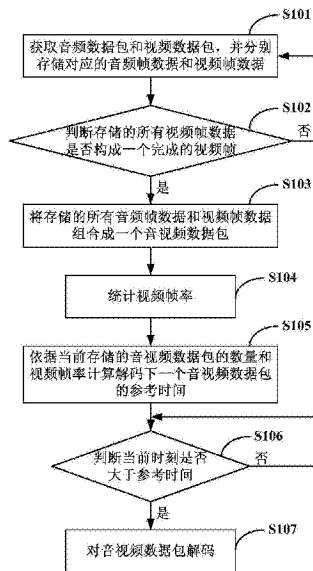 S101
获取音频数据包和视频数据包，并分别
存储对应的音频帧数据和视频帧数据
S102
判断存储的所有视频帧数据
是否构成一个完成的视频帧
否
是
S103
将存储的所有音频帧数据和视频帧数据
组合成一个音视频数据包
S104
统计视频帧率
S105
依据当前存储的音视频数据包的数量和
视频帧率计算解码下一个音视频数据包
的参考时间
S106
判断当前时刻是否
大于参考时间
否
是
S107
对音视频数据包解码